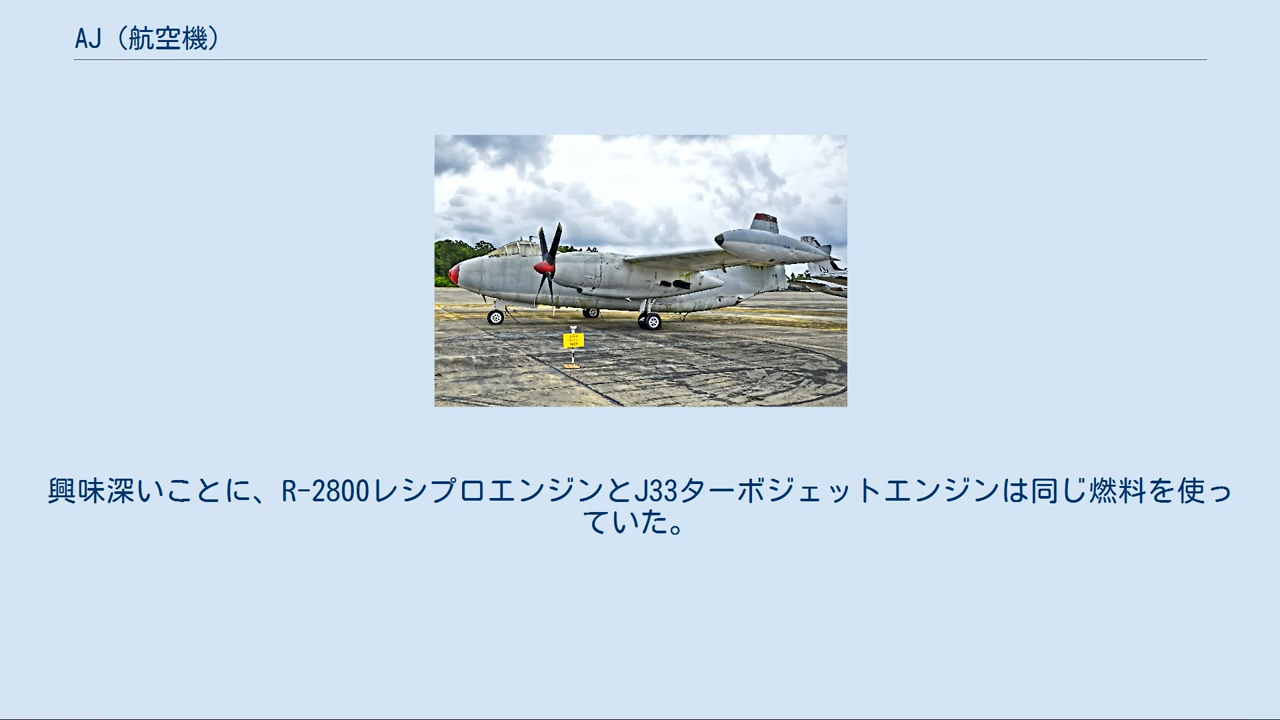 AJ（航空機）
興味深いことに、R-2800レシプロエンジンとJ33ターボジェットエンジンは同じ燃料を使っ
ていた。